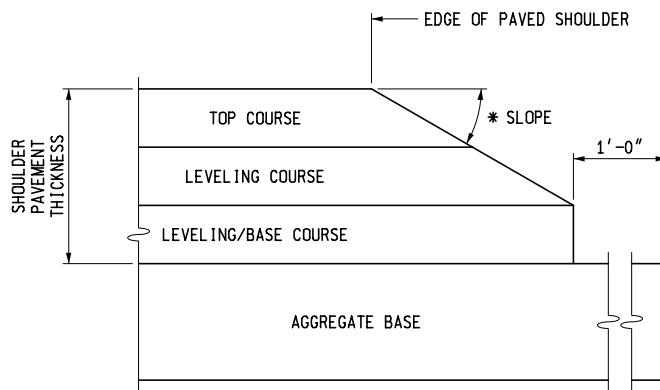 EDGE OF PAVED SHOULDER
TOP COURSE
* SLOPE
1'-0"
SHOULDER
PAVEMENT
THICKNESS
LEVELING COURSE
LEVELING/BASE COURSE
AGGREGATE BASE